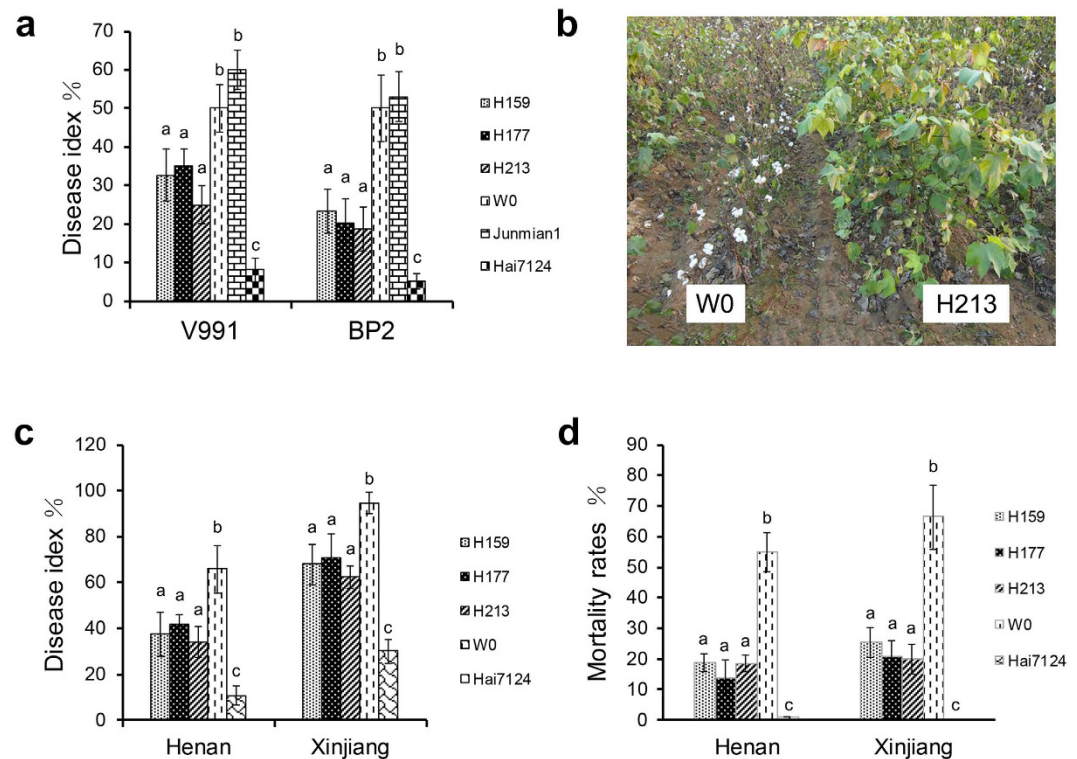 a
Disease idex %
70
60
50
40
30
20
10
0
a
a
a
b
b
c
a
a
a
b
b
c
V991
BP2
H159
H177
H213
W0
Junmian1
Hai7124
b
W0
H213
c
Disease idex %
120
100
80
60
40
20
0
a
a
a
b
c
a
a
a
b
c
Henan
Xinjiang
H159
H177
H213
W0
Hai7124
d
Mortality rates %
90
80
70
60
50
40
30
20
10
0
a
a
a
b
c
a
a
a
b
c
Henan
Xinjiang
H159
H177
H213
W0
Hai7124